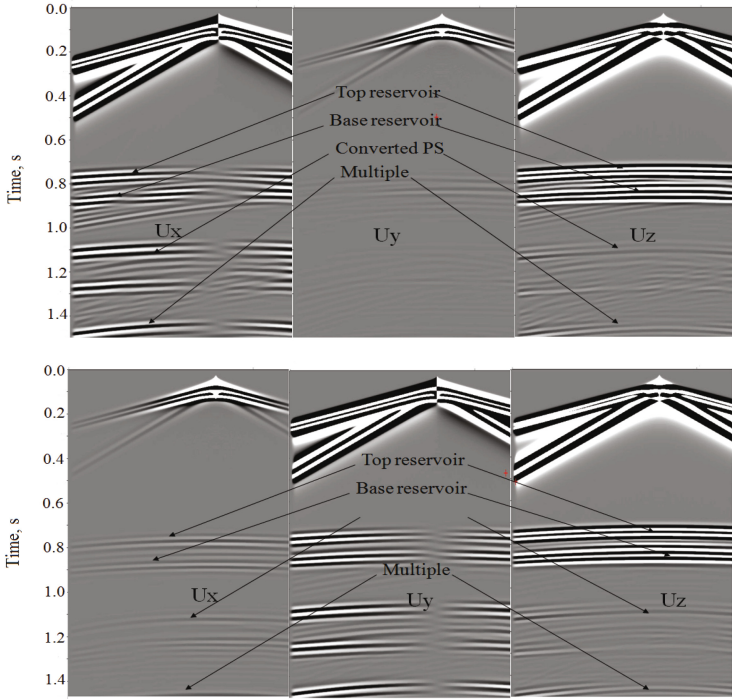 0.0
0.2
0.4
0.6
0.8
1.0
1.2
1.4
Time, s
Top reservoir
Base reservoir
Converted PS
Multiple
Ux
Uy
Uz
0.0
0.2
0.4
0.6
0.8
1.0
1.2
1.4
Time, s
Top reservoir
Base reservoir
Multiple
Ux
Uy
Uz